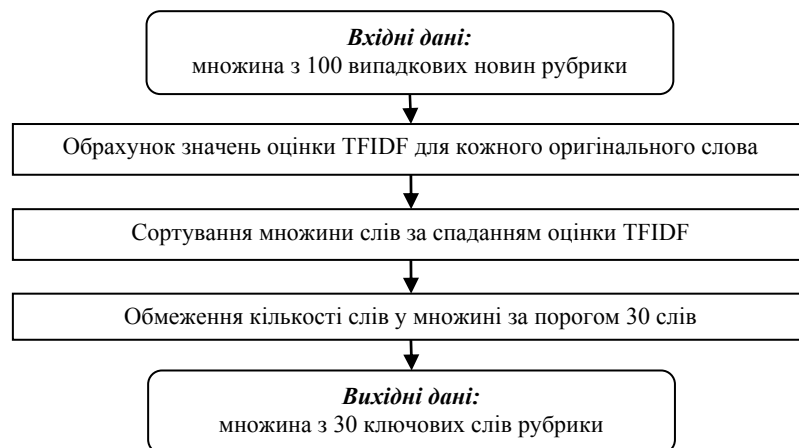 Вхідні дані:
множина з 100 випадкових новин рубрики
Обрахунок значень оцінки TFIDF для кожного оригінального слова
Сортування множини слів за спаданням оцінки TFIDF
Обмеження кількості слів у множині за порогом 30 слів
Вихідні дані:
множина з 30 ключових слів рубрики